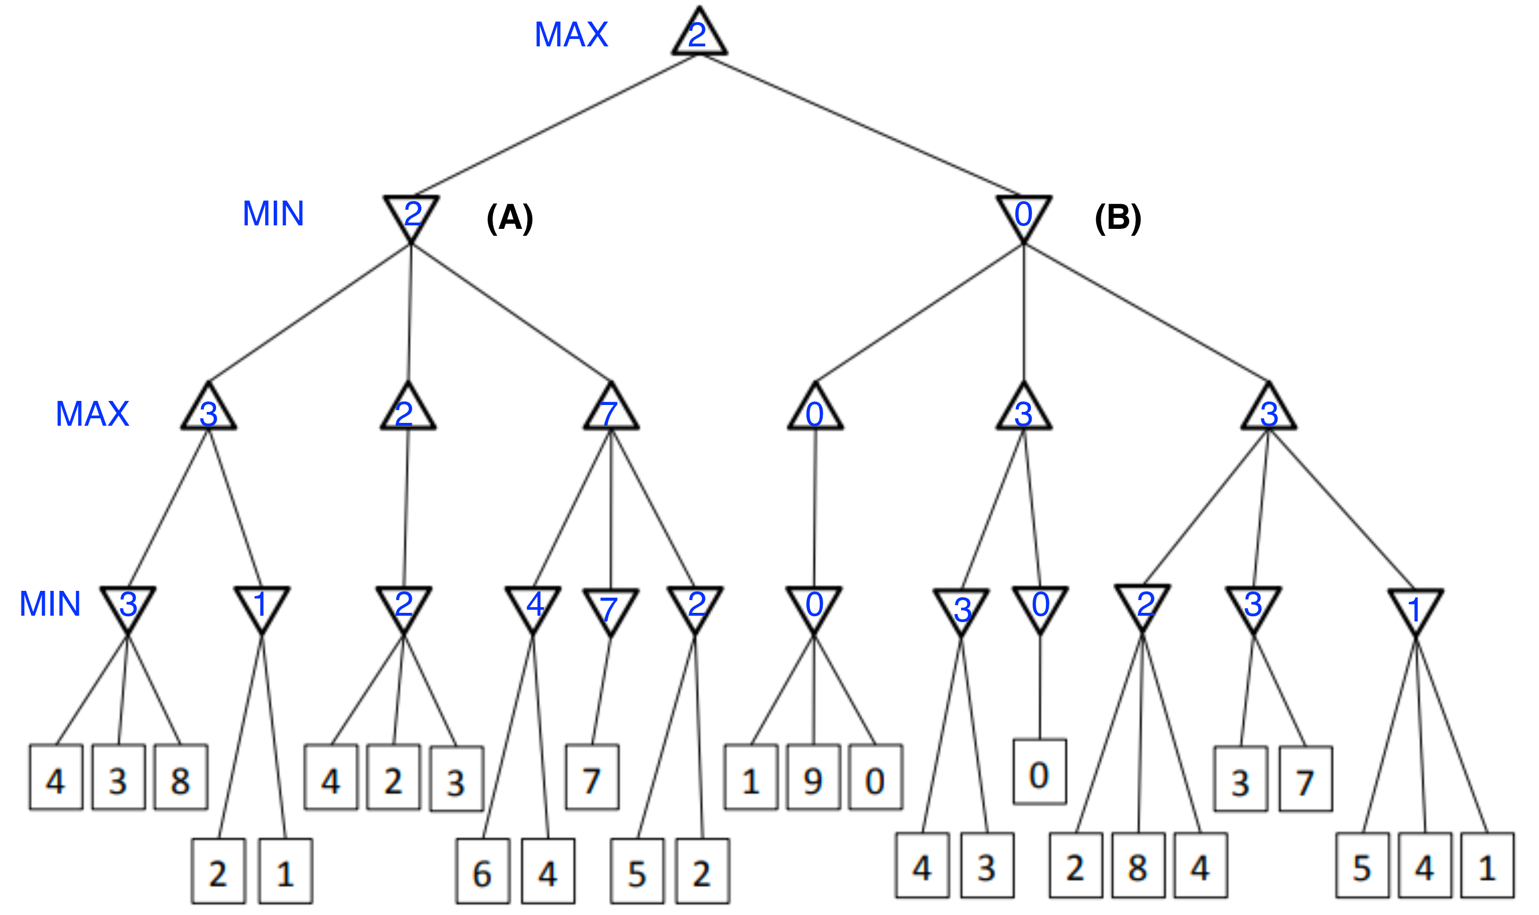 MAX 2
MIN 2 (A) 0 (B)
MAX 3 2 7 0 3 3
MIN 3 1 2 4 7 2 0 3 0 2 3 1
4 3 8 4 2 3 7 1 9 0 0 3 7
2 1 6 4 5 2 4 3 2 8 4 5 4 1